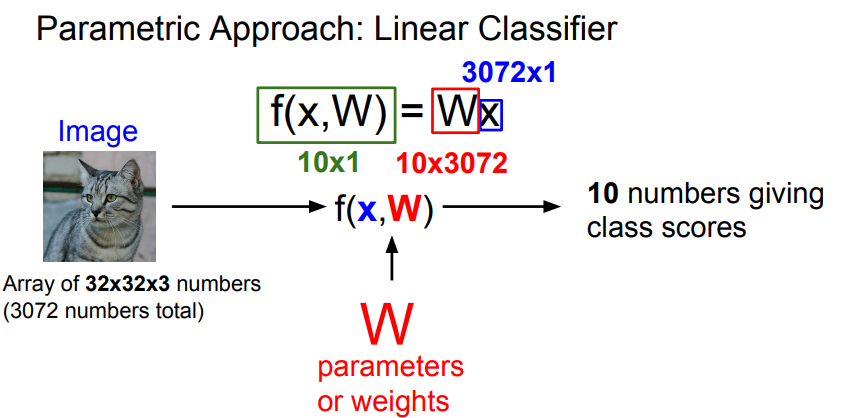 Parametric Approach: Linear Classifier
3072x1
f(x,W) = Wx
Image
10x1 10x3072
f(x,W)
10 numbers giving
class scores
Array of 32x32x3 numbers
(3072 numbers total)
W
parameters
or weights